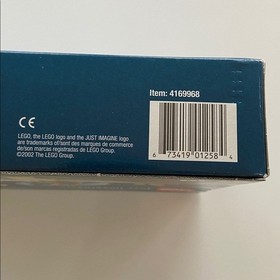 Item: 4169968
CE
LEGO, the LEGO logo and the JUST IMAGINE logo
are trademarks of/sont des marques de commerce
de/son marcas registradas de LEGO Group.
©2002 The LEGO Group.
6 73419 01258 4